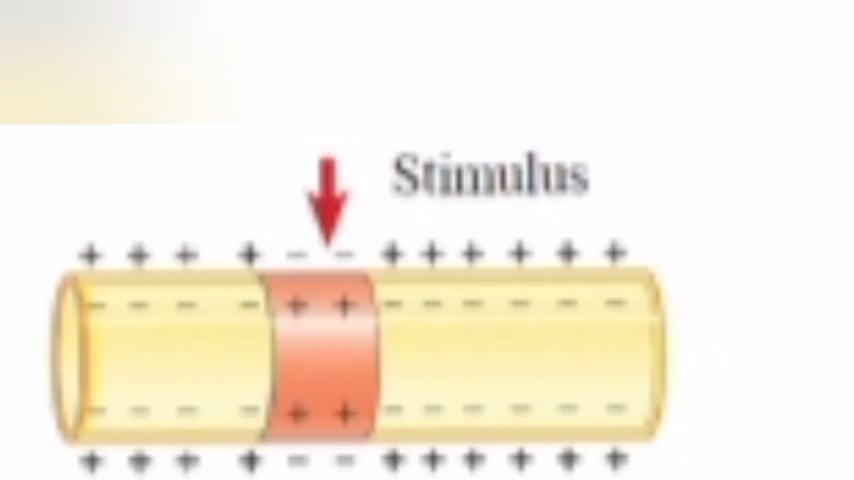 Stimulus
+ + + + − − + + + + + +
− − − − + + − − − − − −
− − − − + + − − − − − −
+ + + + − − + + + + + +